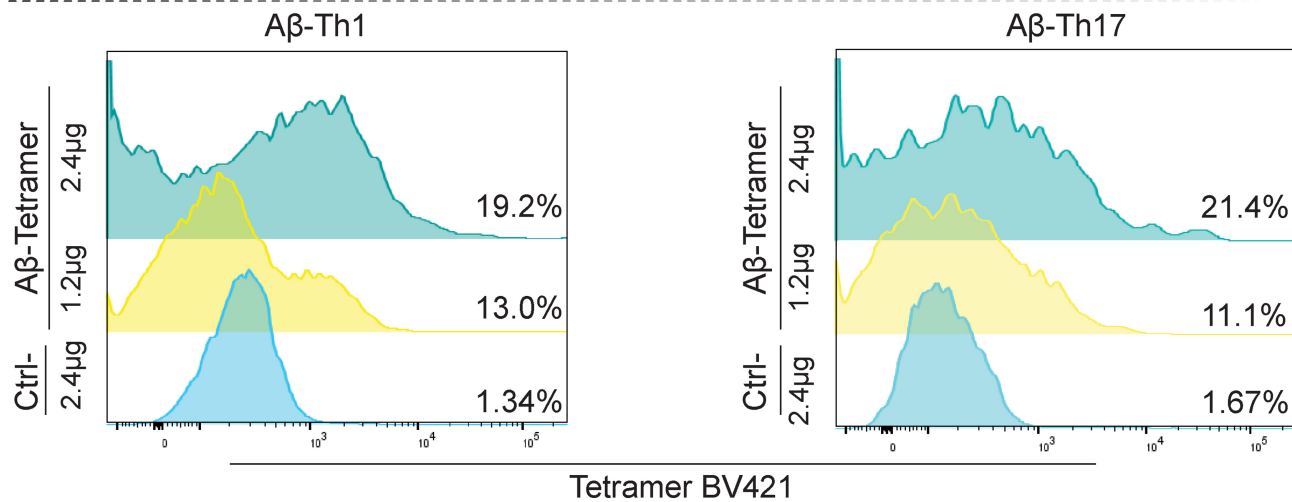 Aβ-Th1
Aβ-Tetramer
2.4μg
19.2%
1.2μg
13.0%
Ctrl-
2.4μg
1.34%
0 10³ 10⁴ 10⁵
Aβ-Th17
Aβ-Tetramer
2.4μg
21.4%
1.2μg
11.1%
Ctrl-
2.4μg
1.67%
0 10³ 10⁴ 10⁵
Tetramer BV421